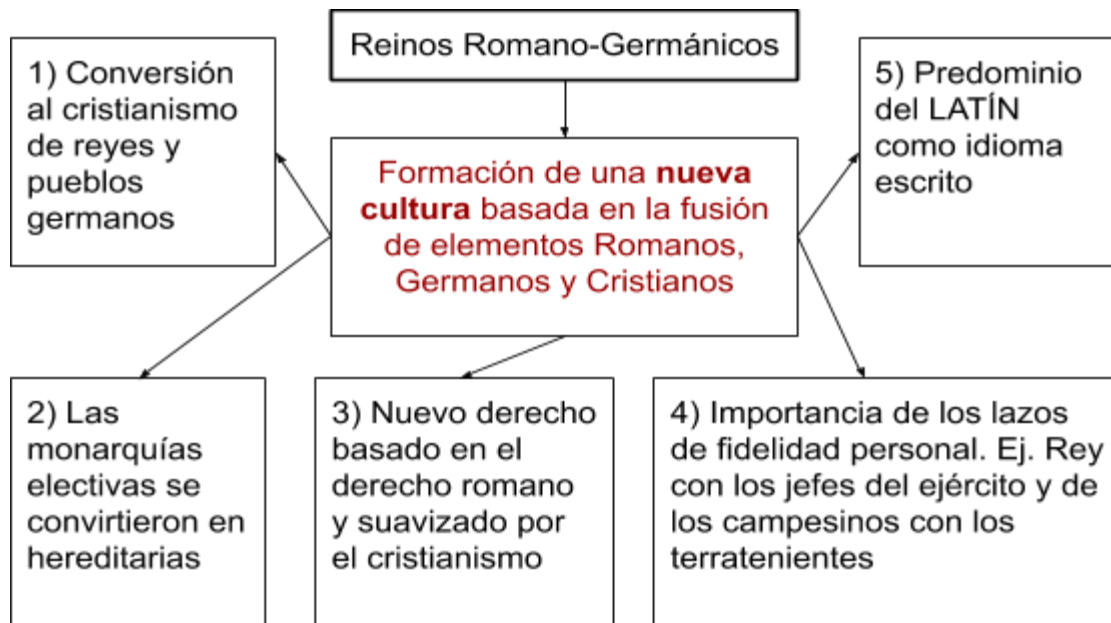 Reinos Romano-Germánicos
Formación de una nueva
cultura basada en la fusión
de elementos Romanos,
Germanos y Cristianos
1) Conversión
al cristianismo
de reyes y
pueblos
germanos
2) Las
monarquías
electivas se
convirtieron en
hereditarias
3) Nuevo derecho
basado en el
derecho romano
y suavizado por
el cristianismo
4) Importancia de los lazos
de fidelidad personal. Ej. Rey
con los jefes del ejército y de
los campesinos con los
terratenientes
5) Predominio
del LATÍN
como idioma
escrito